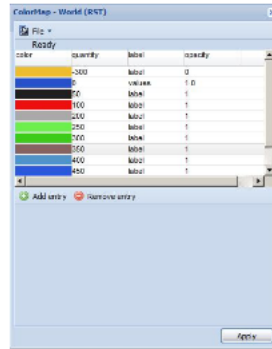 ColorMap - World (RST)
File
Ready
color quantity label opacity
-300 label 0
0 values 1.0
50 label 1
100 label 1
200 label 1
250 label 1
300 label 1
350 label 1
400 label 1
450 label 1
Add entry Remove entry
Apply